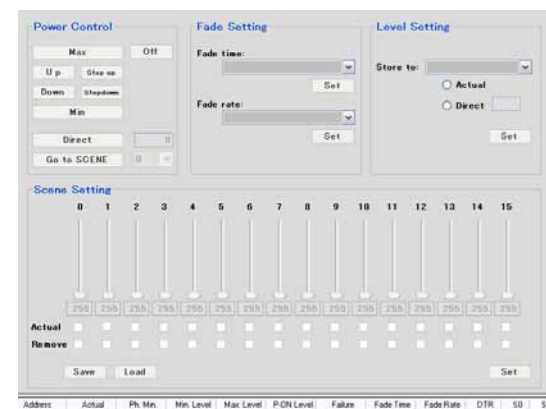 Power Control
Max Off
Up Step up
Down Stepdown
Min
Direct 0
Go to SCENE 0
Fade Setting
Fade time:
Set
Fade rate:
Set
Level Setting
Store to:
Actual
Direct
Set
Scene Setting
0 1 2 3 4 5 6 7 8 9 10 11 12 13 14 15
255 255 255 255 255 255 255 255 255 255 255 255 255 255 255 255
Actual
Remove
Save Load Set
Address Actual Ph. Min. Min. Level Max. Level P-ON Level Failure Fade Time Fade Rate DTR S0 S